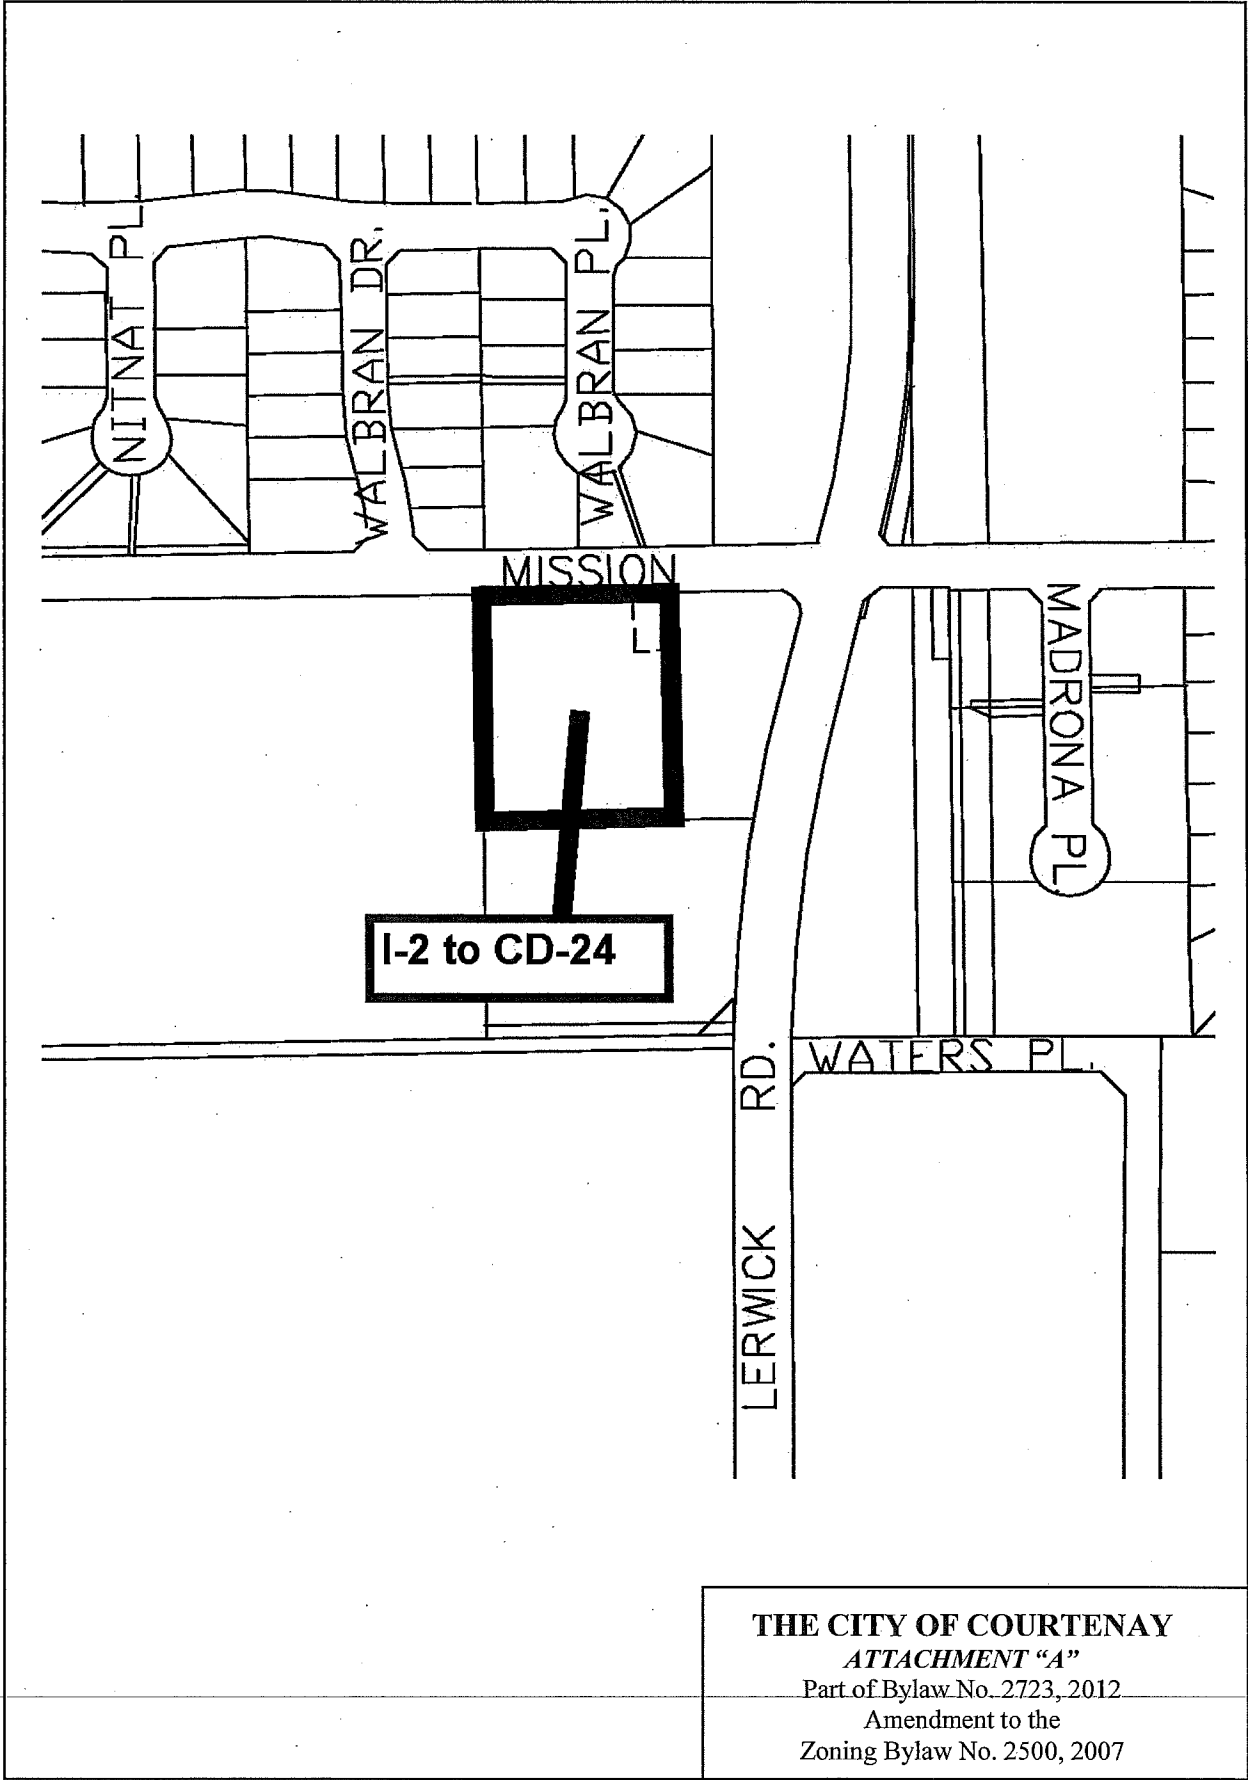 NITNAT PL.
WALBRAN DR.
WALBRAN PL.
MISSION
MADRONA PL.
I-2 to CD-24
WATERS PL.
LERWICK RD.
THE CITY OF COURTENAY
ATTACHMENT “A”
Part of Bylaw No. 2723, 2012
Amendment to the
Zoning Bylaw No. 2500, 2007